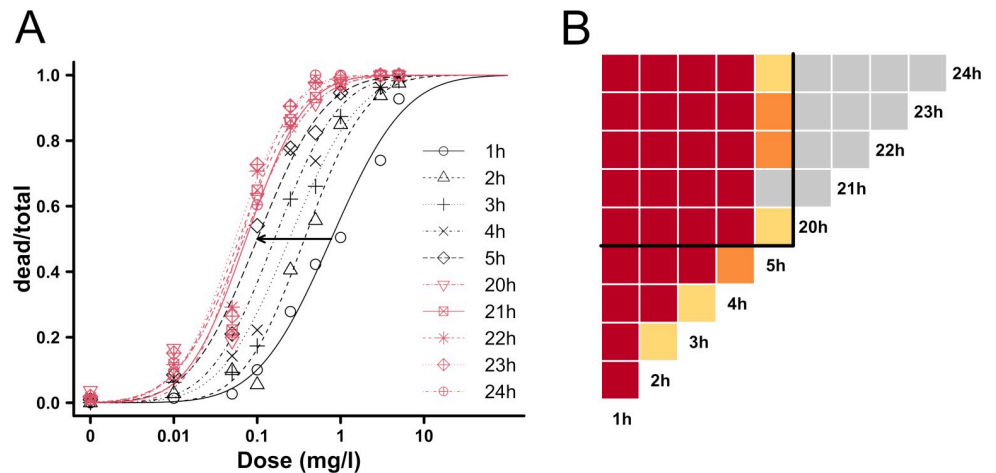 A
B
dead/total
1.0
0.8
0.6
0.4
0.2
0.0
0
0.01
0.1
1
10
Dose (mg/l)
1h
2h
3h
4h
5h
20h
21h
22h
23h
24h
24h
23h
22h
21h
20h
5h
4h
3h
2h
1h